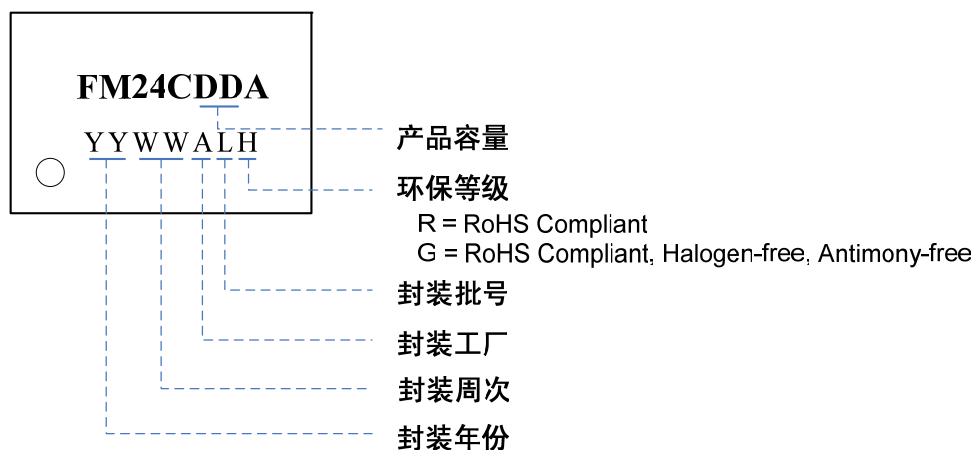 FM24CDDA
YYWWALH
产品容量
环保等级
R = RoHS Compliant
G = RoHS Compliant, Halogen-free, Antimony-free
封装批号
封装工厂
封装周次
封装年份